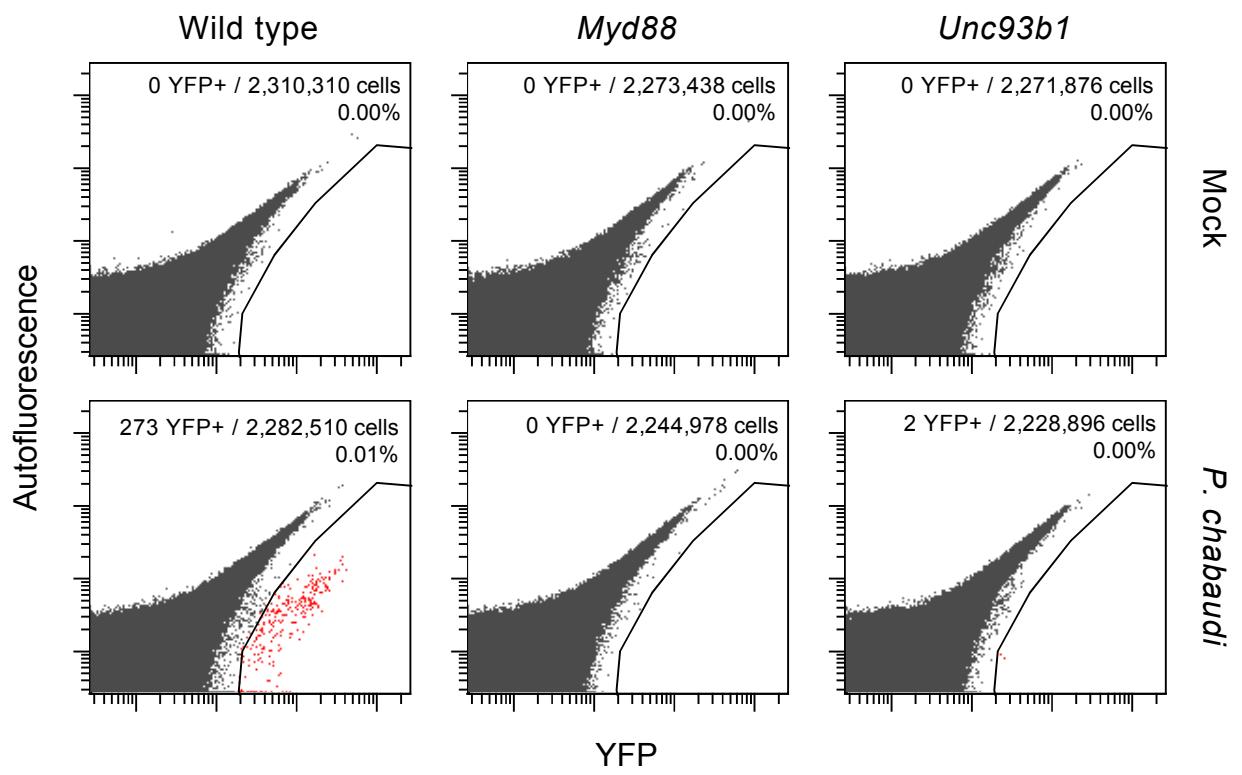 Wild type
Myd88
Unc93b1
0 YFP+ / 2,310,310 cells
0.00%
0 YFP+ / 2,273,438 cells
0.00%
0 YFP+ / 2,271,876 cells
0.00%
Mock
Autofluorescence
273 YFP+ / 2,282,510 cells
0.01%
0 YFP+ / 2,244,978 cells
0.00%
2 YFP+ / 2,228,896 cells
0.00%
P. chabaudi
YFP